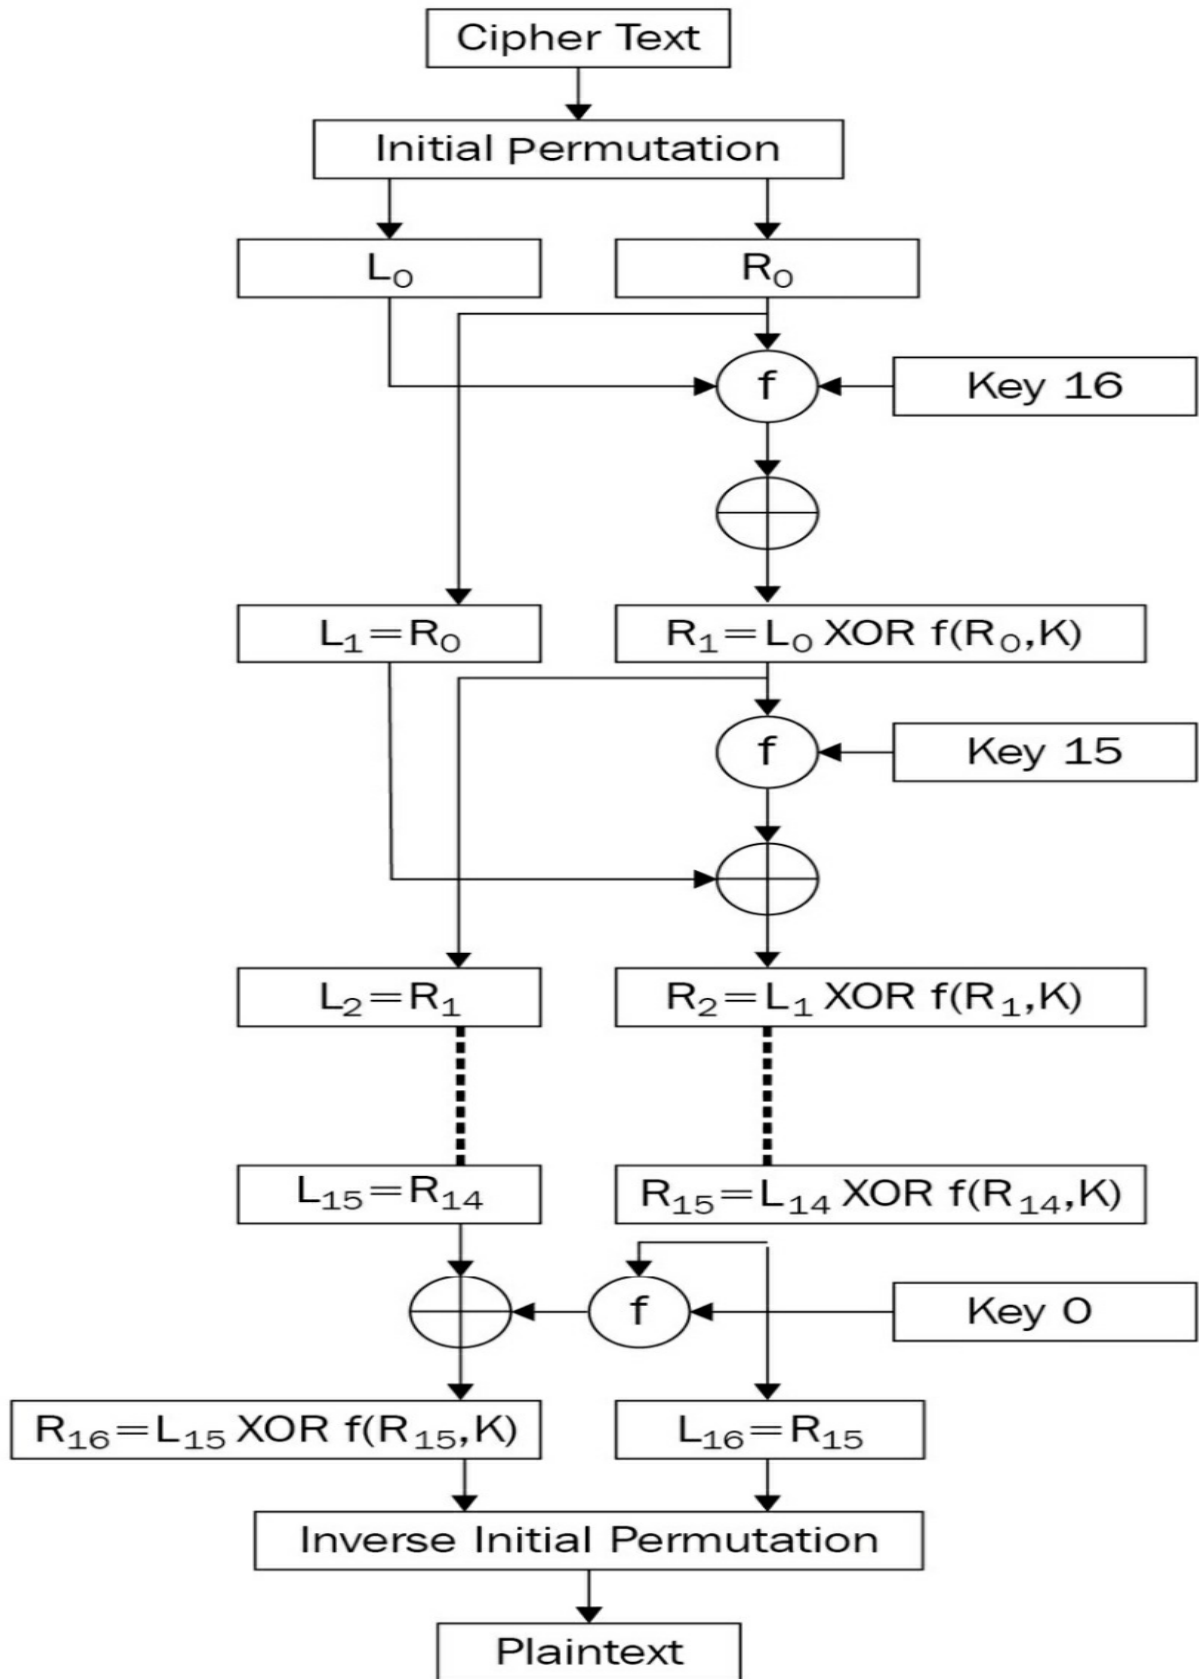 Cipher Text
Initial Permutation
L₀
R₀
f
Key 16
L₁=R₀
R₁=L₀ XOR f(R₀,K)
f
Key 15
L₂=R₁
R₂=L₁ XOR f(R₁,K)
L₁₅=R₁₄
R₁₅=L₁₄ XOR f(R₁₄,K)
f
Key 0
R₁₆=L₁₅ XOR f(R₁₅,K)
L₁₆=R₁₅
Inverse Initial Permutation
Plaintext